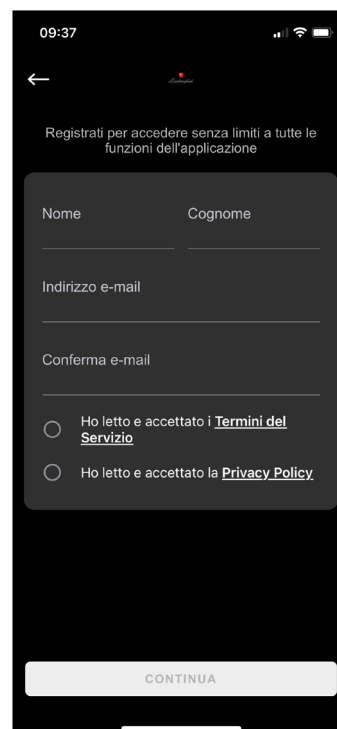 09:37
Lamborghini
Registrati per accedere senza limiti a tutte le
funzioni dell'applicazione
Nome
Cognome
Indirizzo e-mail
Conferma e-mail
Ho letto e accettato i Termini del
Servizio
Ho letto e accettato la Privacy Policy
CONTINUA